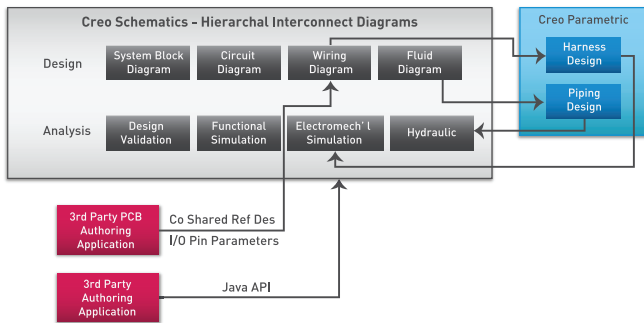 Creo Schematics – Hierarchal Interconnect Diagrams
Creo Parametric
Design
System Block
Diagram
Circuit
Diagram
Wiring
Diagram
Fluid
Diagram
Harness
Design
Piping
Design
Analysis
Design
Validation
Functional
Simulation
Electromech' l
Simulation
Hydraulic
3rd Party PCB
Authoring
Application
Co Shared Ref Des
I/O Pin Parameters
3rd Party
Authoring
Application
Java API